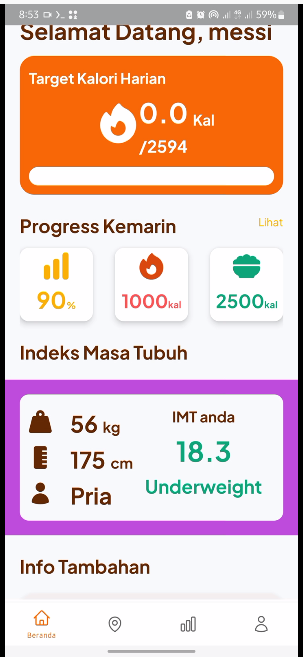 8:53
59%
Selamat Datang, messi
Target Kalori Harian
0.0 Kal
/2594
Progress Kemarin
Lihat
90%
1000kal
2500kal
Indeks Masa Tubuh
56 kg
175 cm
Pria
IMT anda
18.3
Underweight
Info Tambahan
Beranda